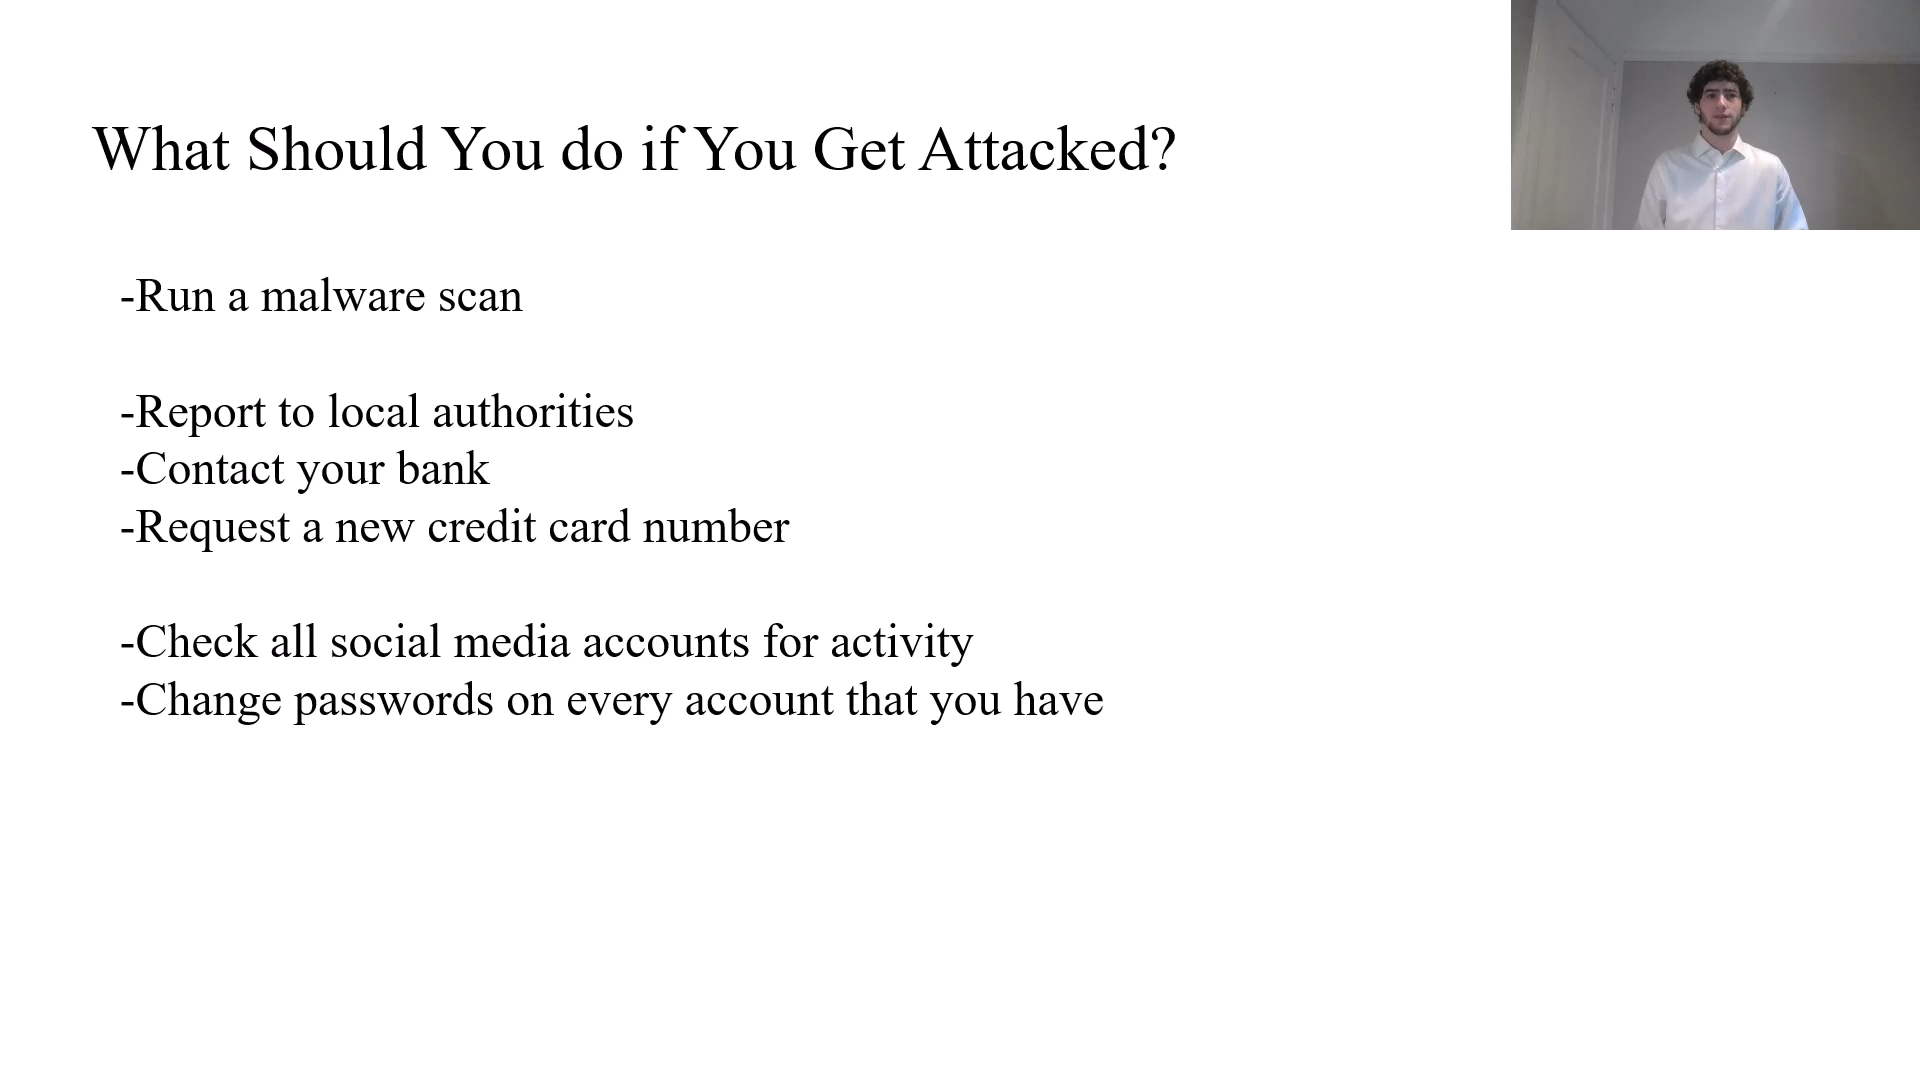 What Should You do if You Get Attacked?
-Run a malware scan
-Report to local authorities
-Contact your bank
-Request a new credit card number
-Check all social media accounts for activity
-Change passwords on every account that you have